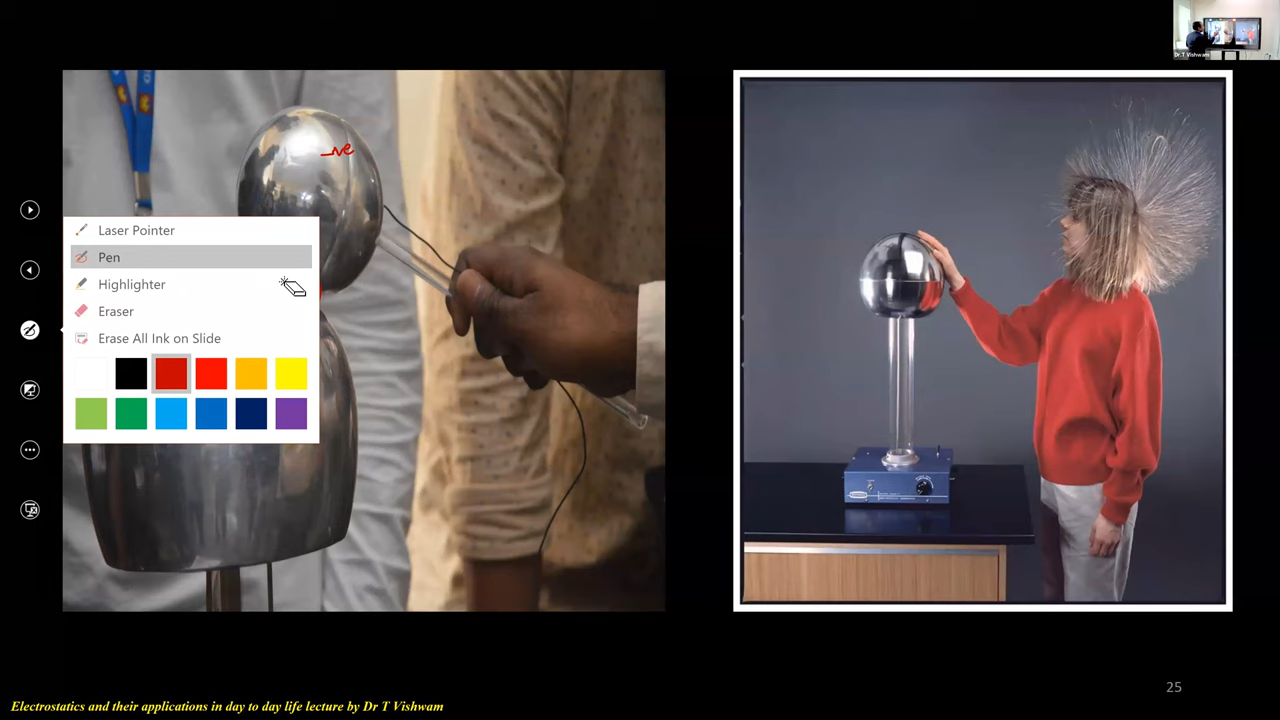 Dr.T Vishwam
-ve
Laser Pointer
Pen
Highlighter
Eraser
Erase All Ink on Slide
25
Electrostatics and their applications in day to day life lecture by Dr T Vishwam